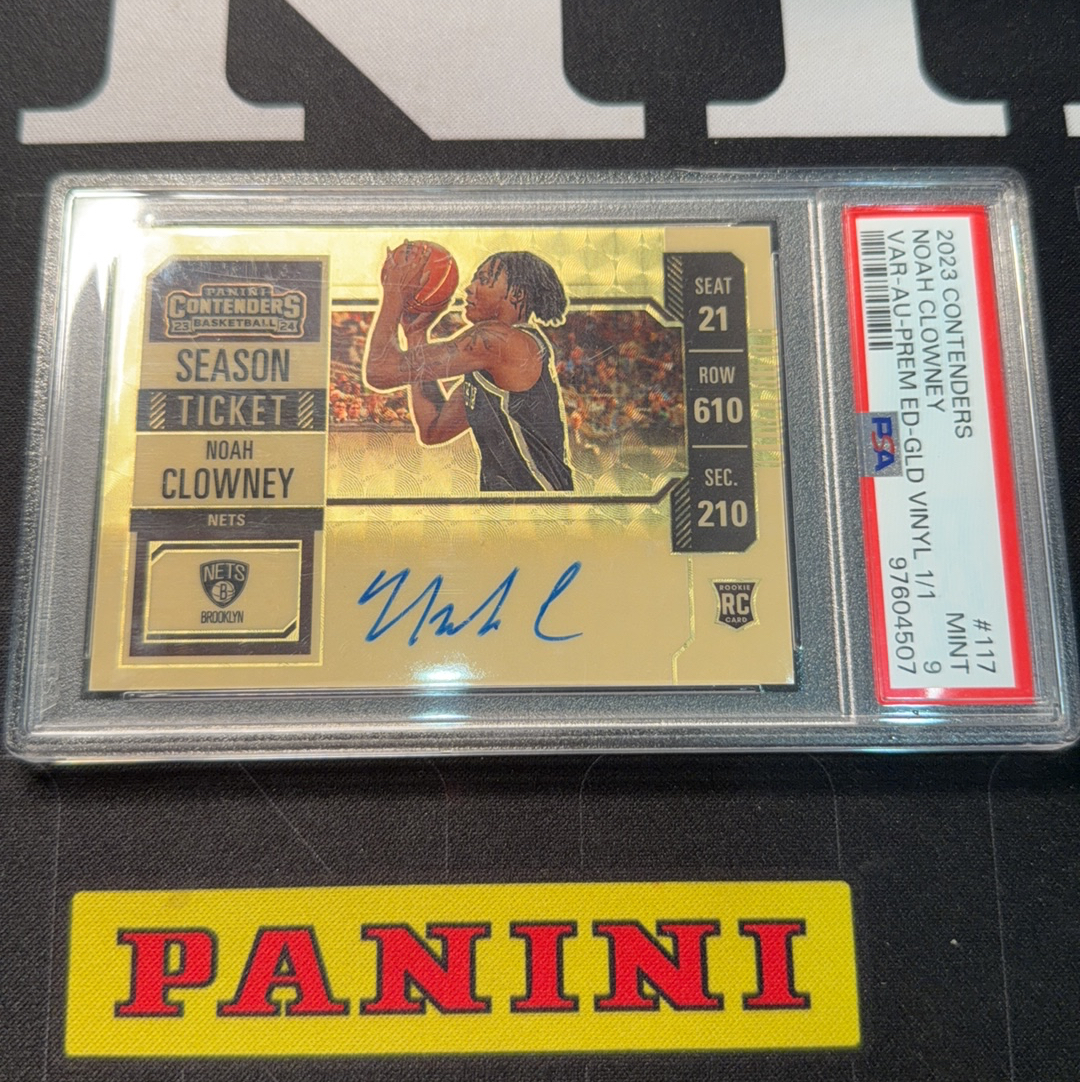 PANINI
CONTENDERS
23 BASKETBALL 24
SEASON
TICKET
NOAH
CLOWNEY
NETS
NETS
B
BROOKLYN
SEAT
21
ROW
610
SEC.
210
ROOKIE
RC
CARD
2023 CONTENDERS #117
NOAH CLOWNEY MINT
VAR-AU-PREM ED-GLD VINYL 1/1 9
PSA
97604507
PANINI